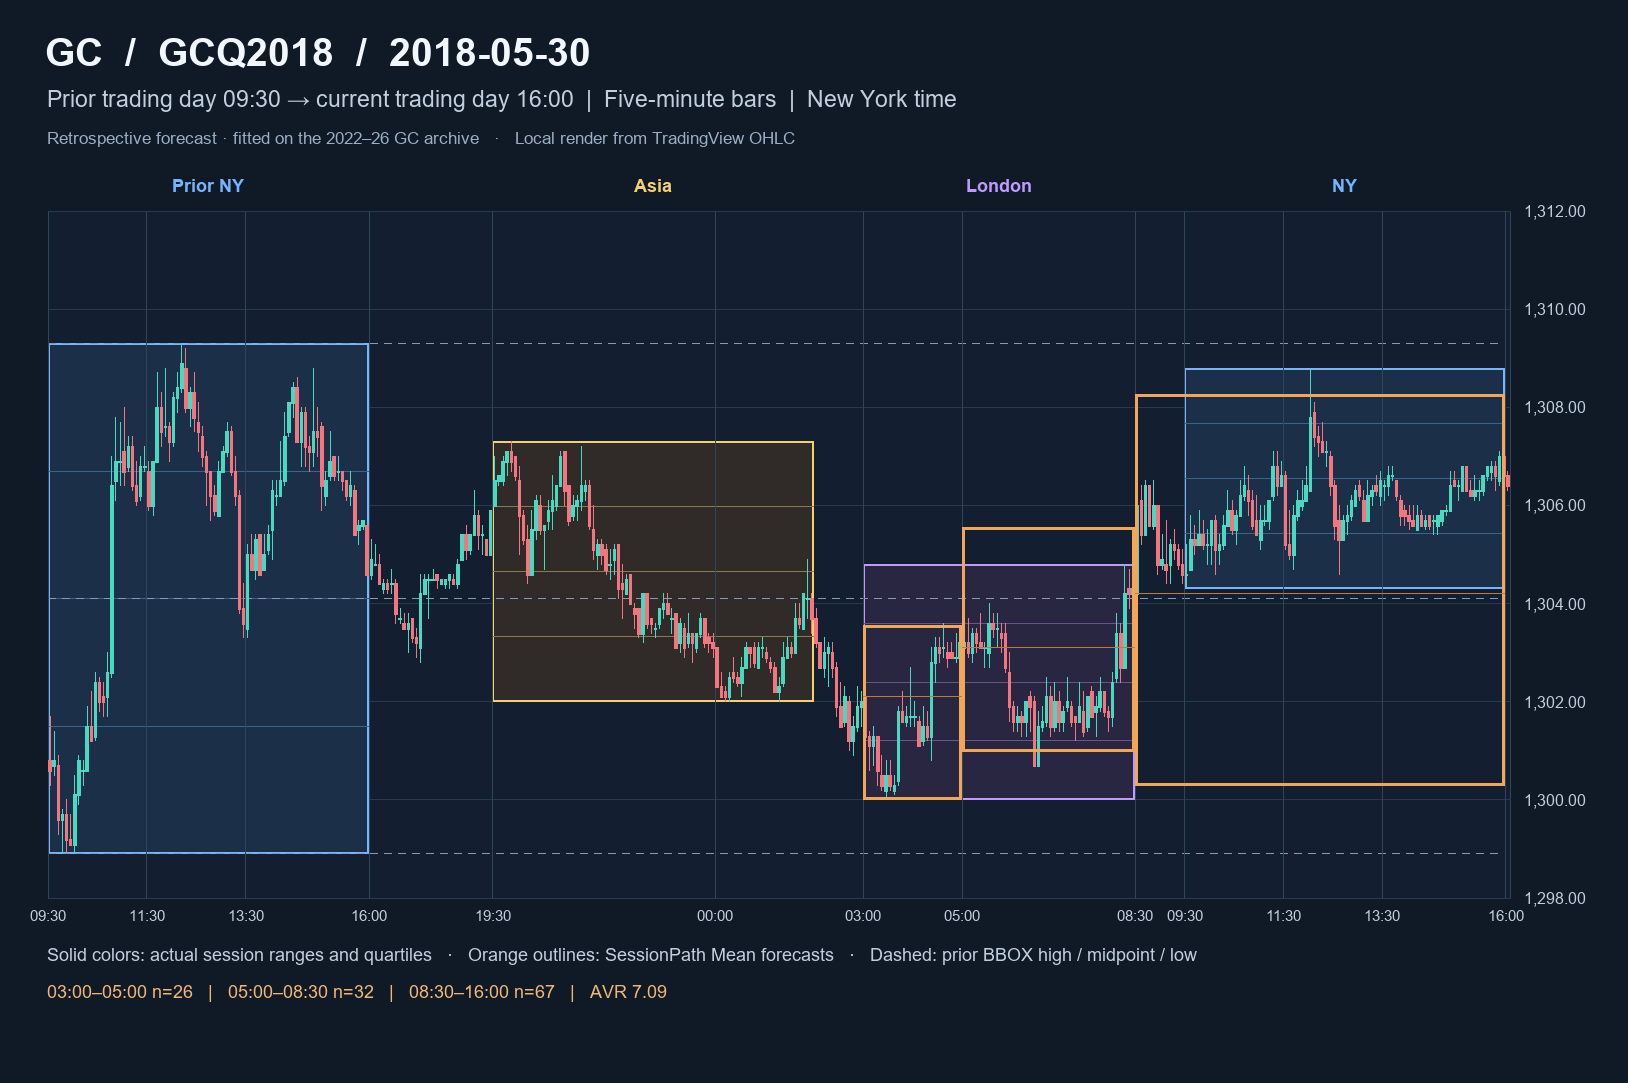 GC / GCQ2018 / 2018-05-30
Prior trading day 09:30 → current trading day 16:00 | Five-minute bars | New York time
Retrospective forecast · fitted on the 2022–26 GC archive · Local render from TradingView OHLC
Prior NY Asia London NY
1,312.00
1,310.00
1,308.00
1,306.00
1,304.00
1,302.00
1,300.00
1,298.00
09:30 11:30 13:30 16:00 19:30 00:00 03:00 05:00 08:30 09:30 11:30 13:30 16:00
Solid colors: actual session ranges and quartiles · Orange outlines: SessionPath Mean forecasts · Dashed: prior BBOX high / midpoint / low
03:00–05:00 n=26 | 05:00–08:30 n=32 | 08:30–16:00 n=67 | AVR 7.09